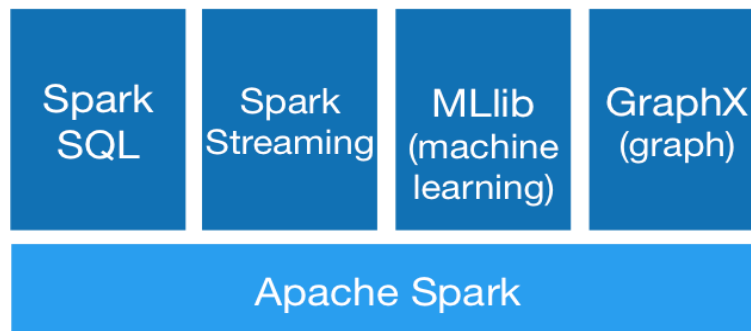 Spark
SQL
Spark
Streaming
MLlib
(machine
learning)
GraphX
(graph)
Apache Spark